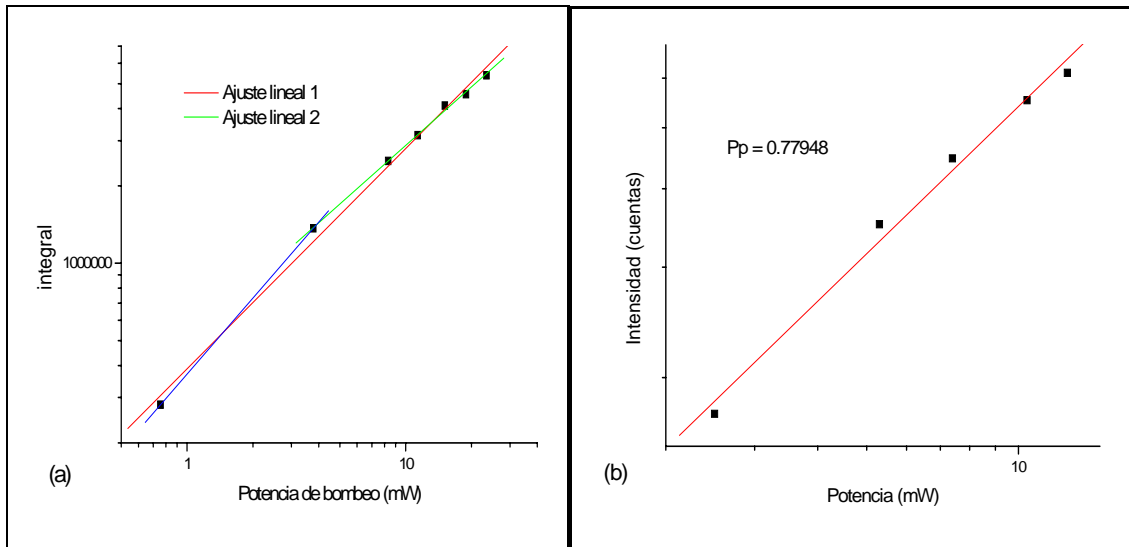 Ajuste lineal 1
Ajuste lineal 2
integral
1000000
1
10
(a)
Potencia de bombeo (mW)
Pp = 0.77948
Intensidad (cuentas)
10
(b)
Potencia (mW)